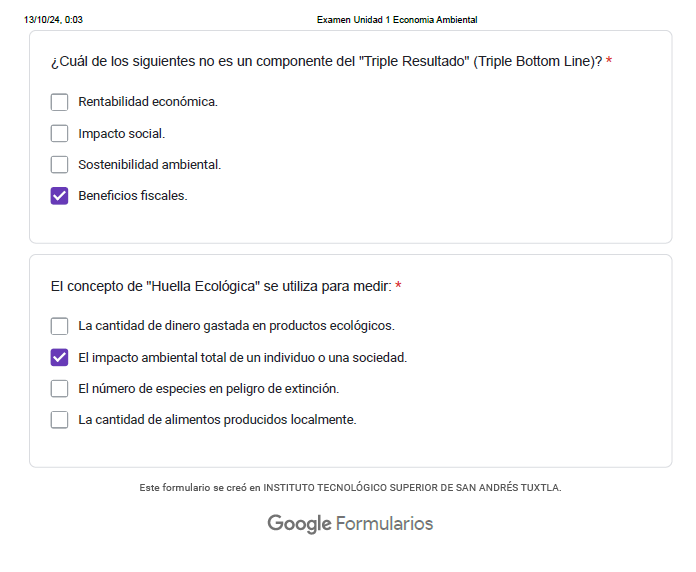 13/10/24, 0:03
Examen Unidad 1 Economia Ambiental
¿Cuál de los siguientes no es un componente del "Triple Resultado" (Triple Bottom Line)? *
Rentabilidad económica.
Impacto social.
Sostenibilidad ambiental.
Beneficios fiscales.
El concepto de "Huella Ecológica" se utiliza para medir: *
La cantidad de dinero gastada en productos ecológicos.
El impacto ambiental total de un individuo o una sociedad.
El número de especies en peligro de extinción.
La cantidad de alimentos producidos localmente.
Este formulario se creó en INSTITUTO TECNOLÓGICO SUPERIOR DE SAN ANDRÉS TUXTLA.
Google Formularios